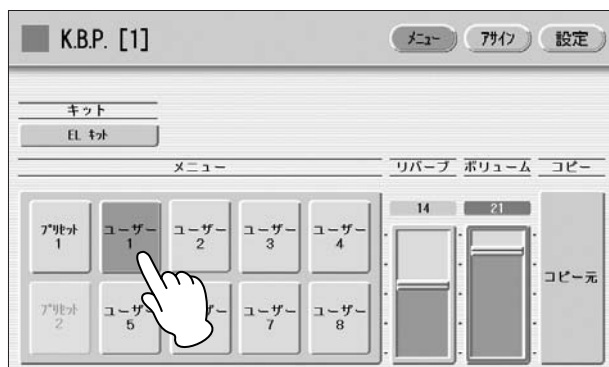 K.B.P. [1]
メニュー アサイン 設定
キット
EL キット
メニュー リバーブ ボリューム コピー
14 21
プリセット 1 ユーザー 1 ユーザー 2 ユーザー 3 ユーザー 4
コピー元
プリセット 2 ユーザー 5 ユーザー 7 ユーザー 8